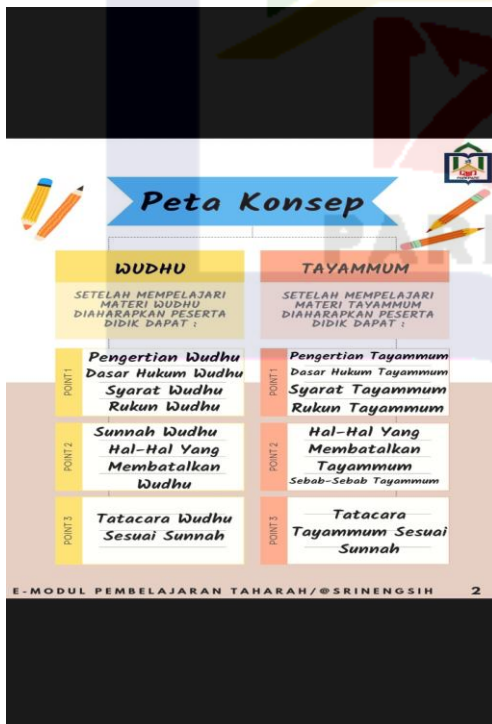 Peta Konsep
WUDHU
SETELAH MEMPELAJARI
MATERI WUDHU
DIAHARAPKAN PESERTA
DIDIK DAPAT :
POINT 1
Pengertian Wudhu
Dasar Hukum Wudhu
Syarat Wudhu
Rukun Wudhu
POINT 2
Sunnah Wudhu
Hal-Hal Yang
Membatalkan
Wudhu
POINT 3
Tatacara Wudhu
Sesuai Sunnah
TAYAMMUM
SETELAH MEMPELAJARI
MATERI TAYAMMUM
DIAHARAPKAN PESERTA
DIDIK DAPAT :
POINT 1
Pengertian Tayammum
Dasar Hukum Tayammum
Syarat Tayammum
Rukun Tayammum
POINT 2
Hal-Hal Yang
Membatalkan
Tayammum
Sebab-Sebab Tayammum
POINT 3
Tatacara
Tayammum Sesuai
Sunnah
E-MODUL PEMBELAJARAN TAHARAH/@SRINENGSIH 2